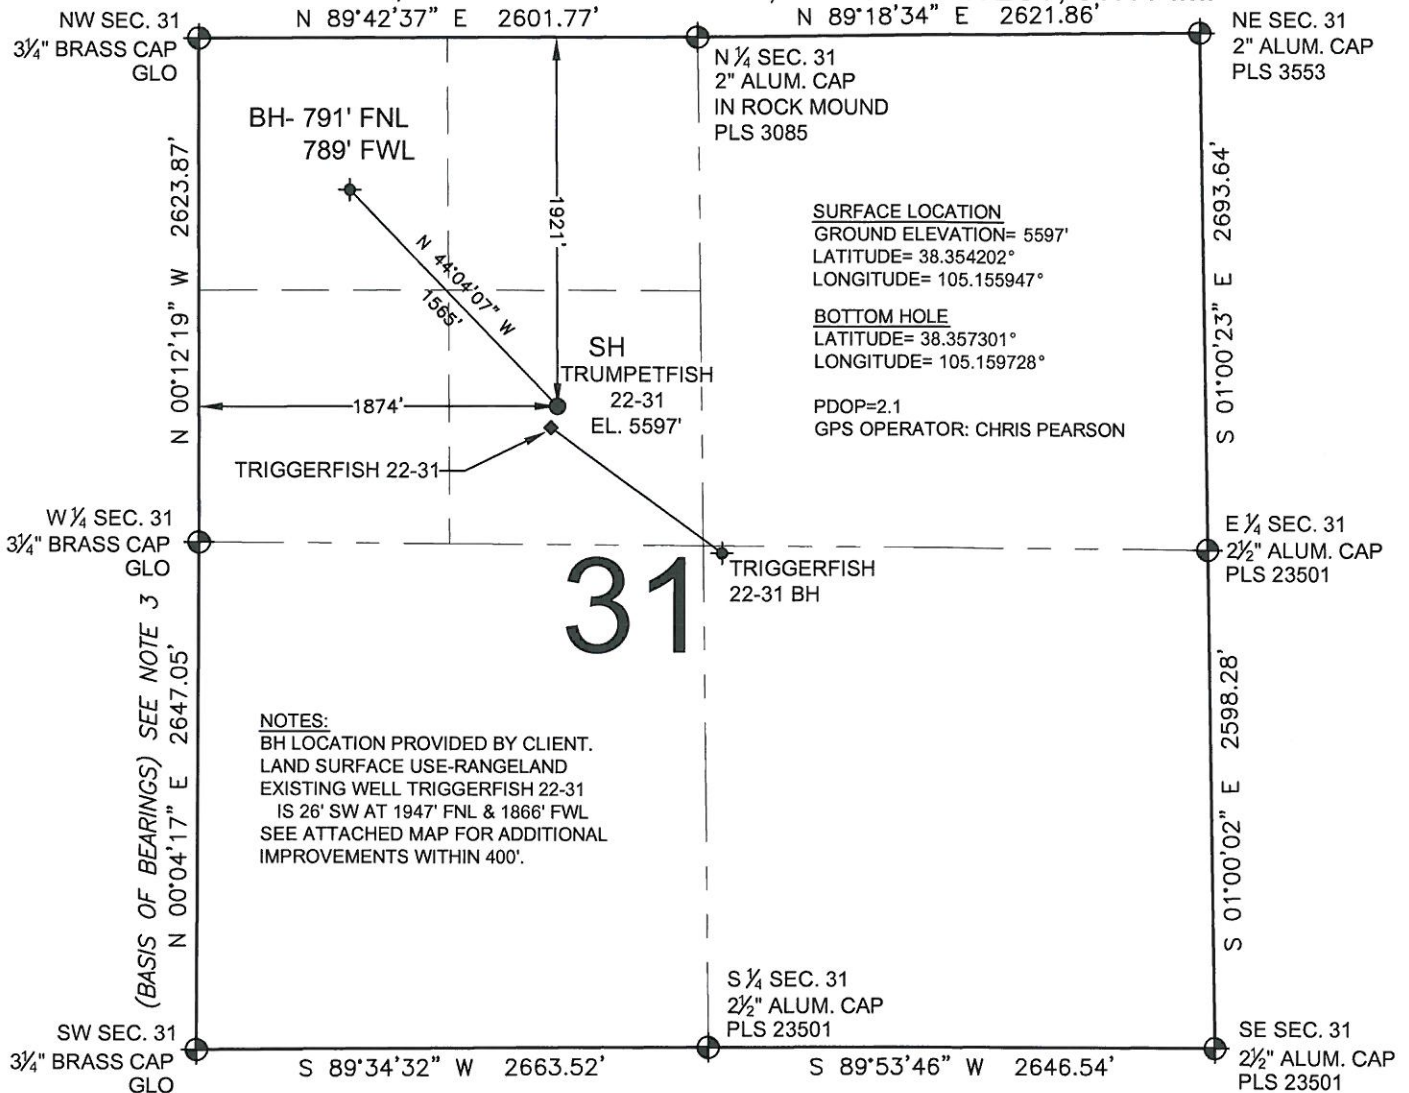 NW SEC. 31
3¼" BRASS CAP
GLO
N 89°42'37" E 2601.77'
N 89°18'34" E 2621.86'
NE SEC. 31
2" ALUM. CAP
PLS 3553
N ¼ SEC. 31
2" ALUM. CAP
IN ROCK MOUND
PLS 3085
BH- 791' FNL
789' FWL
N 00°12'19" W 2623.87'
1921'
N 44°04'07" W
1565'
SURFACE LOCATION
GROUND ELEVATION= 5597'
LATITUDE= 38.354202°
LONGITUDE= 105.155947°
BOTTOM HOLE
LATITUDE= 38.357301°
LONGITUDE= 105.159728°
PDOP=2.1
GPS OPERATOR: CHRIS PEARSON
S 01°00'23" E 2693.64'
SH
TRUMPETFISH
22-31
EL. 5597'
1874'
TRIGGERFISH 22-31
W ¼ SEC. 31
3¼" BRASS CAP
GLO
E ¼ SEC. 31
2½" ALUM. CAP
PLS 23501
TRIGGERFISH
22-31 BH
31
(BASIS OF BEARINGS) SEE NOTE 3
N 00°04'17" E 2647.05'
S 01°00'02" E 2598.28'
NOTES:
BH LOCATION PROVIDED BY CLIENT.
LAND SURFACE USE-RANGELAND
EXISTING WELL TRIGGERFISH 22-31
IS 26' SW AT 1947' FNL & 1866' FWL
SEE ATTACHED MAP FOR ADDITIONAL
IMPROVEMENTS WITHIN 400'.
S ¼ SEC. 31
2½" ALUM. CAP
PLS 23501
SW SEC. 31
3¼" BRASS CAP
GLO
S 89°34'32" W 2663.52'
S 89°53'46" W 2646.54'
SE SEC. 31
2½" ALUM. CAP
PLS 23501